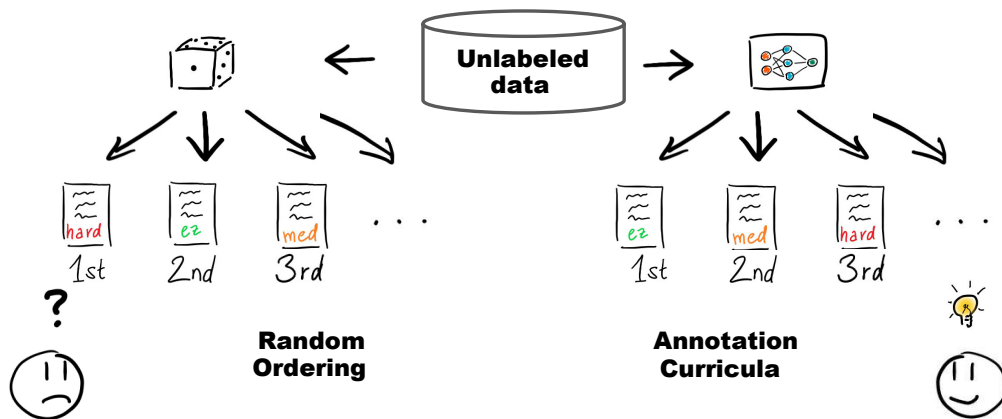 Unlabeled
data
hard
ez
med
. . .
ez
med
hard
. . .
1st
2nd
3rd
1st
2nd
3rd
?
Random
Ordering
Annotation
Curricula